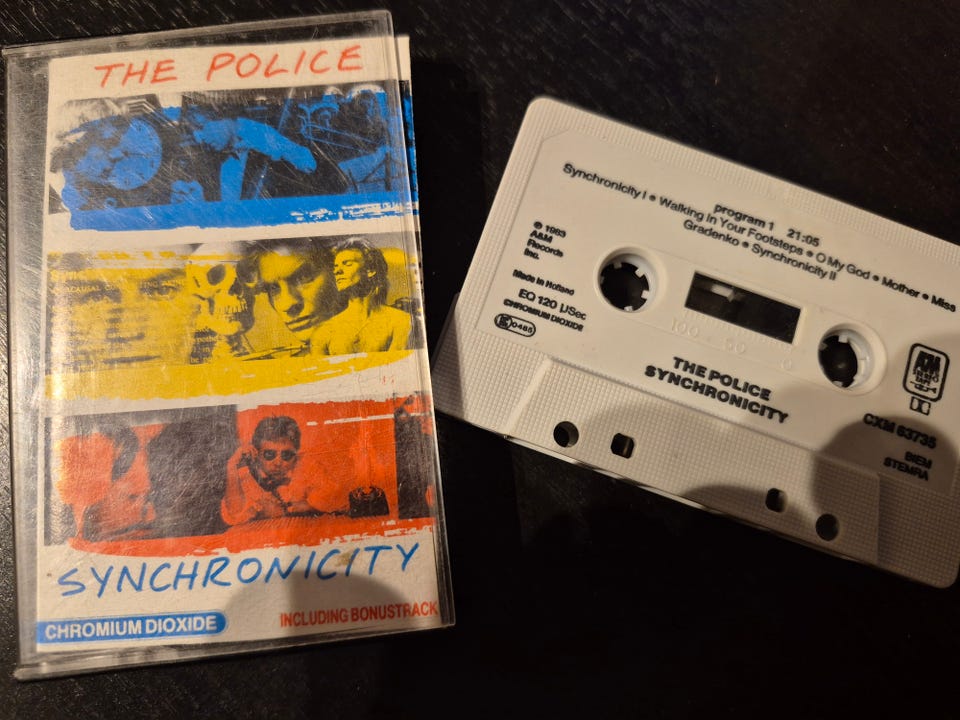 THE POLICE
SYNCHRONICITY
CHROMIUM DIOXIDE
INCLUDING BONUSTRACK
program 1 21:05
Synchronicity I • Walking In Your Footsteps • O My God • Mother • Miss
Gradenko • Synchronicity II
℗ 1983
A&M
Records
Inc.
Made in Holland
EQ 120 µSec
CHROMIUM DIOXIDE
0485
100 50 0
THE POLICE
SYNCHRONICITY
A&M
CXM 63735
BIEM
STEMRA